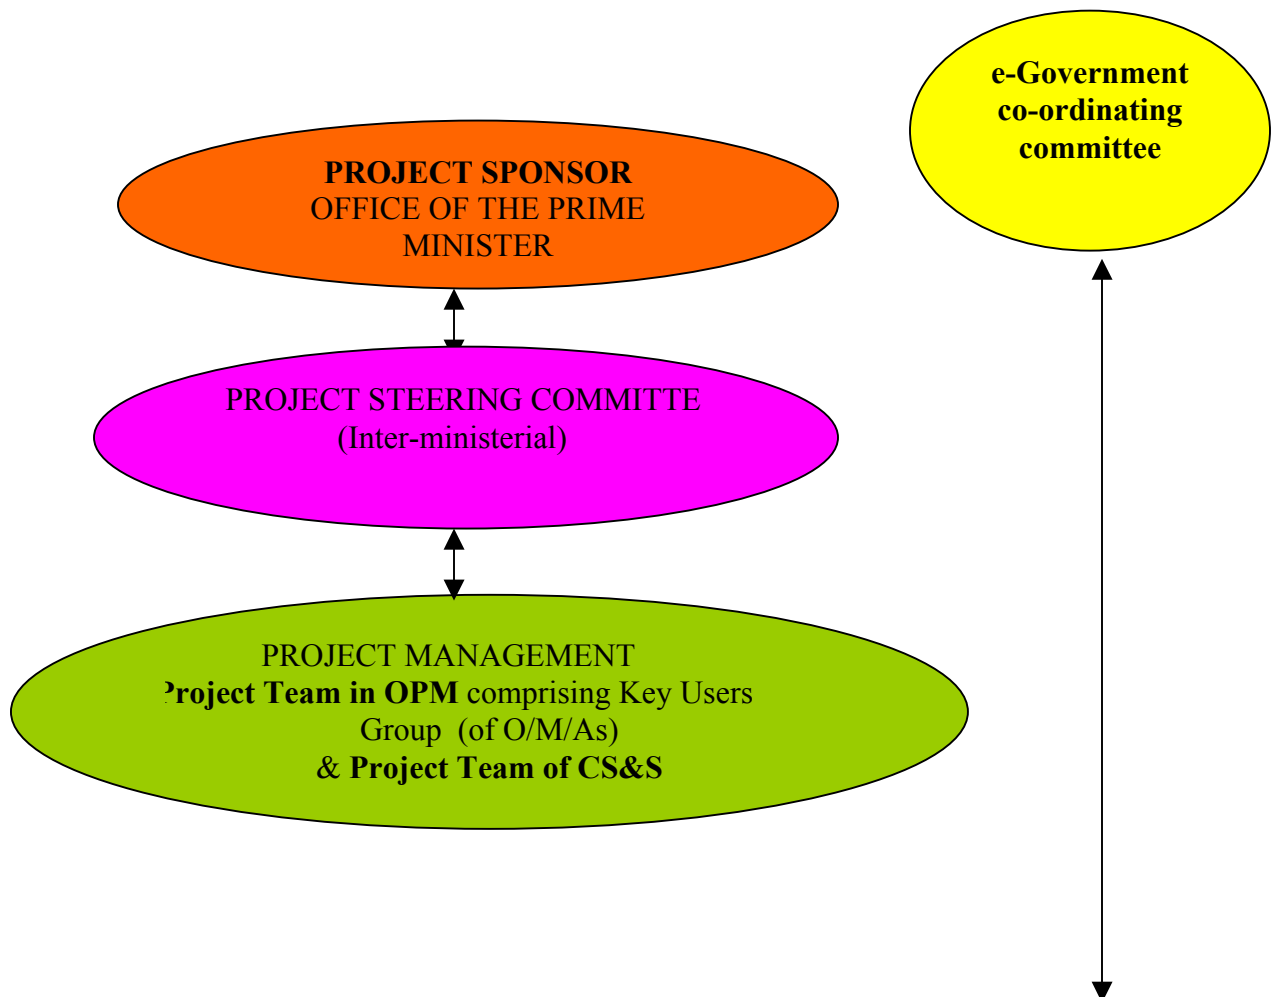 e-Government
co-ordinating
committee
PROJECT SPONSOR
OFFICE OF THE PRIME
MINISTER
PROJECT STEERING COMMITTE
(Inter-ministerial)
PROJECT MANAGEMENT
Project Team in OPM comprising Key Users
Group (of O/M/As)
& Project Team of CS&S